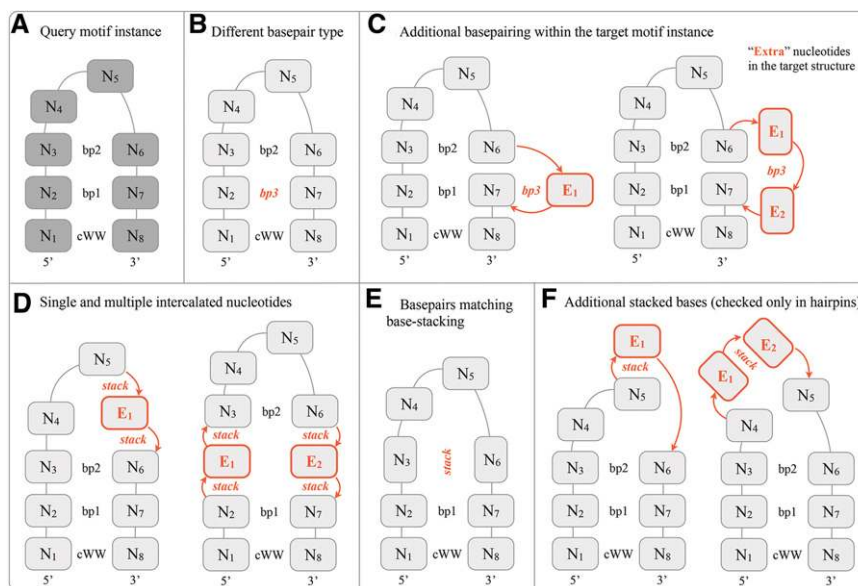 A Query motif instance
N5
N4
N3 bp2 N6
N2 bp1 N7
N1 cWW N8
5’ 3’
B Different basepair type
N5
N4
N3 bp2 N6
N2 bp3 N7
N1 cWW N8
5’ 3’
C Additional basepairing within the target motif instance
“Extra” nucleotides
in the target structure
N5
N4
N3 bp2 N6
N2 bp1 N7 bp3 E1
N1 cWW N8
5’ 3’
N5
N4
E1
N3 bp2 N6
bp3
N2 bp1 N7
E2
N1 cWW N8
5’ 3’
D Single and multiple intercalated nucleotides
N5
stack
E1
N4
stack
N3 bp2 N6
N2 bp1 N7
N1 cWW N8
5’ 3’
N5
N4
N3 bp2 N6
stack stack
E1 E2
stack stack
N2 bp1 N7
N1 cWW N8
5’ 3’
E Basepairs matching
base-stacking
N5
N4
N3 stack N6
N2 bp1 N7
N1 cWW N8
5’ 3’
F Additional stacked bases (checked only in hairpins)
E1
stack
N5
N4
N3 bp2 N6
N2 bp1 N7
N1 cWW N8
5’ 3’
E2
E1 stack
N5
N4
N3 bp2 N6
N2 bp1 N7
N1 cWW N8
5’ 3’